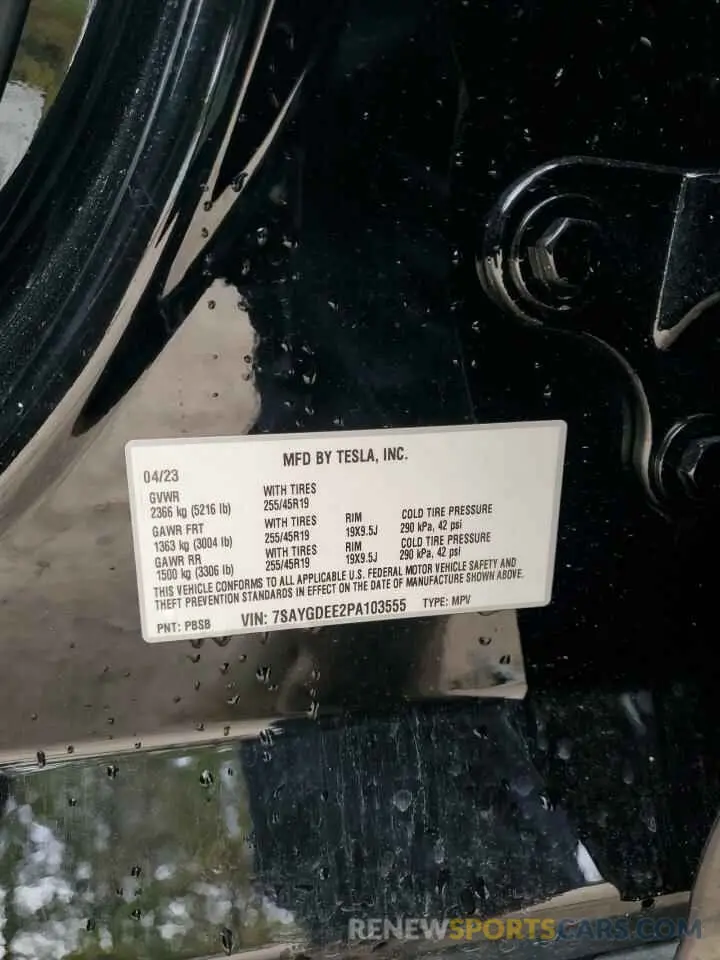 MFD BY TESLA, INC.
04/23
GVWR
2366 kg (5216 lb)
WITH TIRES
255/45R19
GAWR FRT
1363 kg (3004 lb)
WITH TIRES
255/45R19
RIM
19X9.5J
COLD TIRE PRESSURE
290 kPa, 42 psi
GAWR RR
1500 kg (3306 lb)
WITH TIRES
255/45R19
RIM
19X9.5J
COLD TIRE PRESSURE
290 kPa, 42 psi
THIS VEHICLE CONFORMS TO ALL APPLICABLE U.S. FEDERAL MOTOR VEHICLE SAFETY AND
THEFT PREVENTION STANDARDS IN EFFECT ON THE DATE OF MANUFACTURE SHOWN ABOVE.
PNT: PBSB VIN: 7SAYGDEE2PA103555 TYPE: MPV
RENEWSPORTSCARS.COM